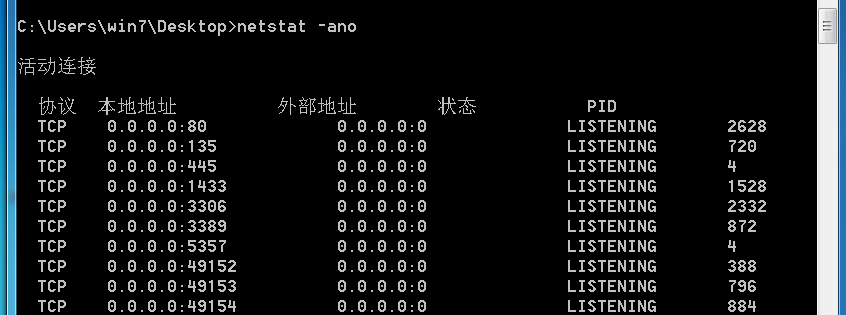 C:\Users\win7\Desktop>netstat -ano
活动连接
协议 本地地址 外部地址 状态 PID
TCP 0.0.0.0:80 0.0.0.0:0 LISTENING 2628
TCP 0.0.0.0:135 0.0.0.0:0 LISTENING 720
TCP 0.0.0.0:445 0.0.0.0:0 LISTENING 4
TCP 0.0.0.0:1433 0.0.0.0:0 LISTENING 1528
TCP 0.0.0.0:3306 0.0.0.0:0 LISTENING 2332
TCP 0.0.0.0:3389 0.0.0.0:0 LISTENING 872
TCP 0.0.0.0:5357 0.0.0.0:0 LISTENING 4
TCP 0.0.0.0:49152 0.0.0.0:0 LISTENING 388
TCP 0.0.0.0:49153 0.0.0.0:0 LISTENING 796
TCP 0.0.0.0:49154 0.0.0.0:0 LISTENING 884